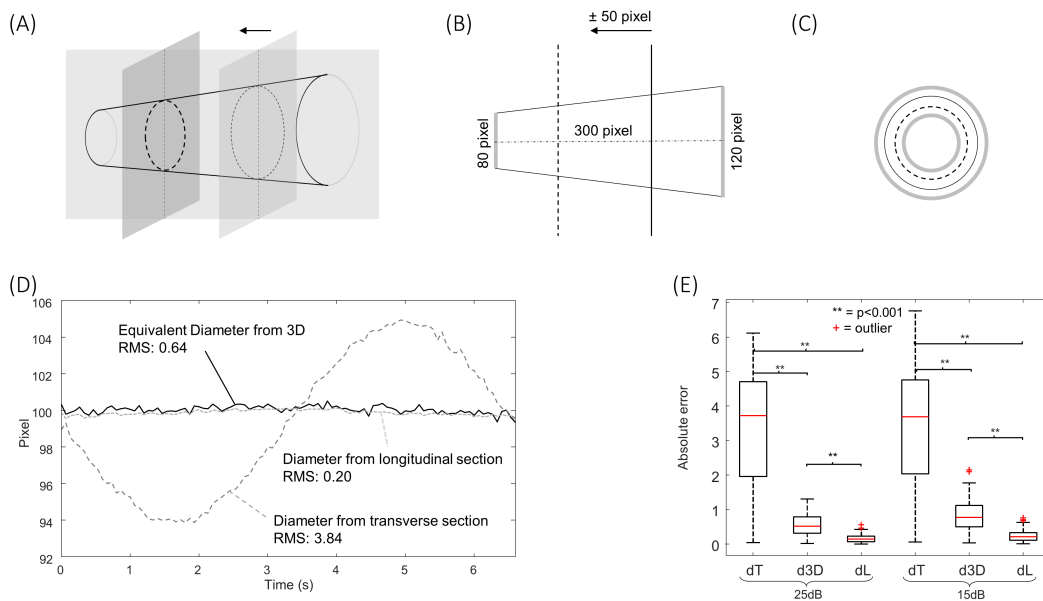 (A)
(B)
± 50 pixel
80 pixel
300 pixel
120 pixel
(C)
(D)
106
104
102
100
98
96
94
92
Pixel
Equivalent Diameter from 3D
RMS: 0.64
Diameter from longitudinal section
RMS: 0.20
Diameter from transverse section
RMS: 3.84
0 1 2 3 4 5 6
Time (s)
(E)
7
6
5
4
3
2
1
0
Absolute error
** = p<0.001
+ = outlier
** **
** **
** **
dT d3D dL dT d3D dL
25dB 15dB